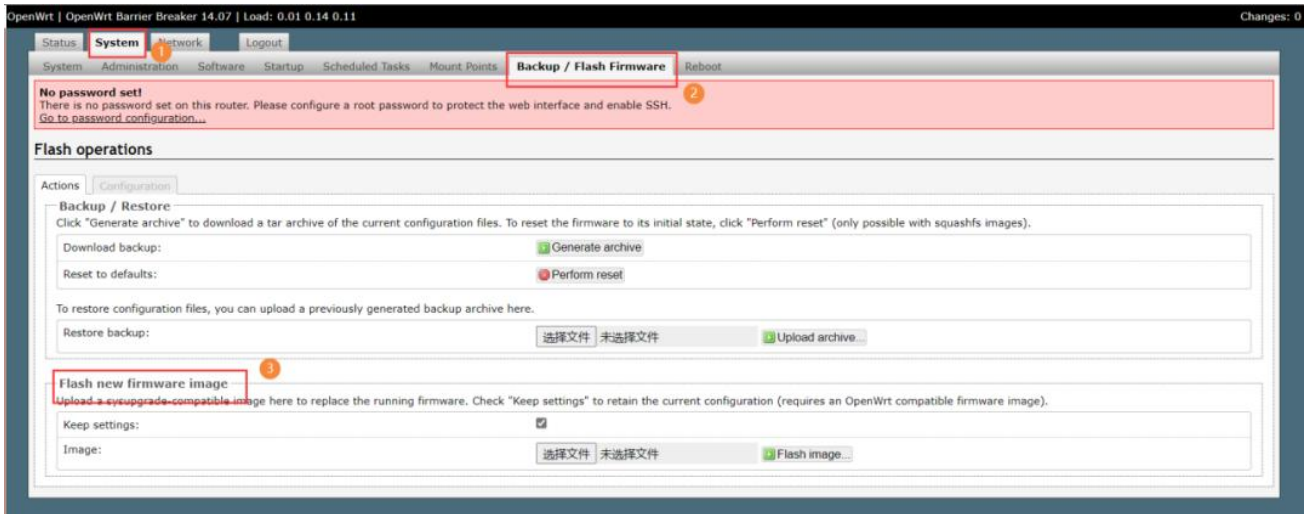 OpenWrt | OpenWrt Barrier Breaker 14.07 | Load: 0.01 0.14 0.11 Changes: 0
Status System Network Logout
1
System Administration Software Startup Scheduled Tasks Mount Points Backup / Flash Firmware Reboot
2
No password set!
There is no password set on this router. Please configure a root password to protect the web interface and enable SSH.
Go to password configuration...
Flash operations
Actions Configuration
Backup / Restore
Click "Generate archive" to download a tar archive of the current configuration files. To reset the firmware to its initial state, click "Perform reset" (only possible with squashfs images).
Download backup: Generate archive
Reset to defaults: Perform reset
To restore configuration files, you can upload a previously generated backup archive here.
Restore backup: 选择文件 未选择文件 Upload archive...
3
Flash new firmware image
Upload a sysupgrade-compatible image here to replace the running firmware. Check "Keep settings" to retain the current configuration (requires an OpenWrt compatible firmware image).
Keep settings:
Image: 选择文件 未选择文件 Flash image...